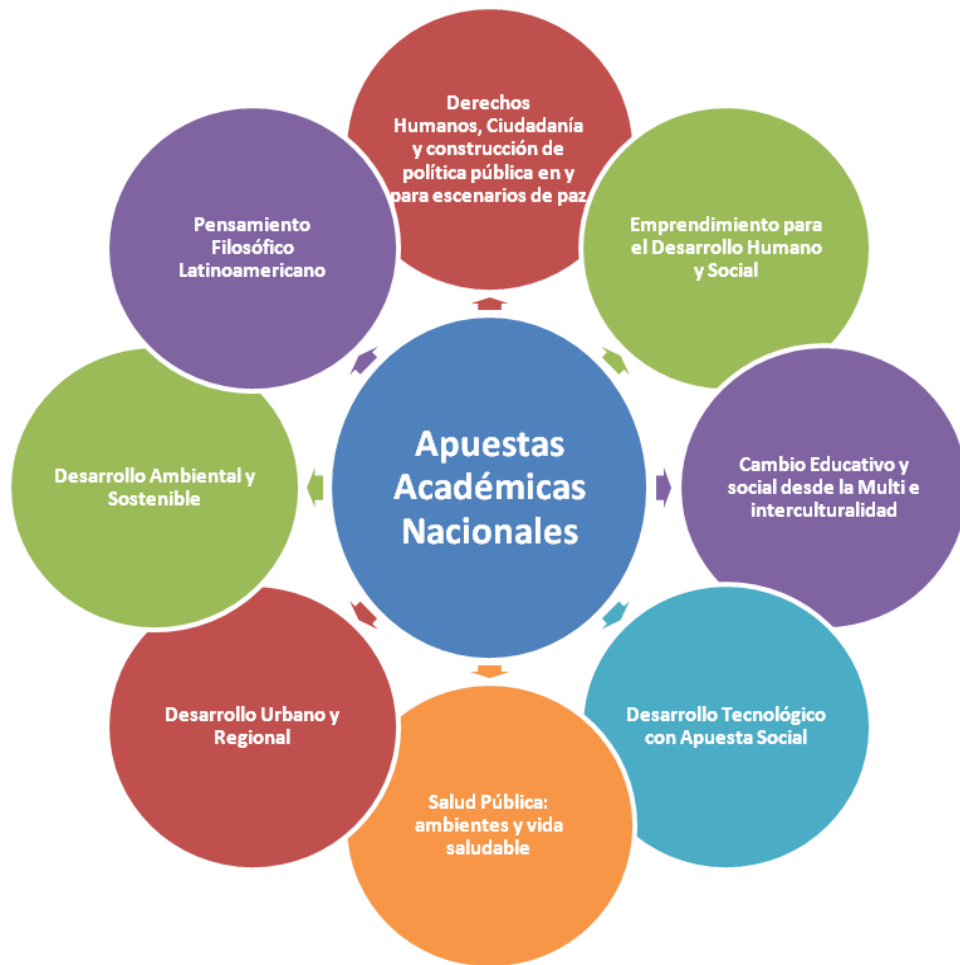 Derechos
Humanos, Ciudadanía
y construcción de
política pública en y
para escenarios de paz
Emprendimiento para
el Desarrollo Humano
y Social
Cambio Educativo y
social desde la Multi e
interculturalidad
Desarrollo Tecnológico
con Apuesta Social
Salud Pública:
ambientes y vida
saludable
Desarrollo Urbano y
Regional
Desarrollo Ambiental y
Sostenible
Pensamiento
Filosófico
Latinoamericano
Apuestas
Académicas
Nacionales